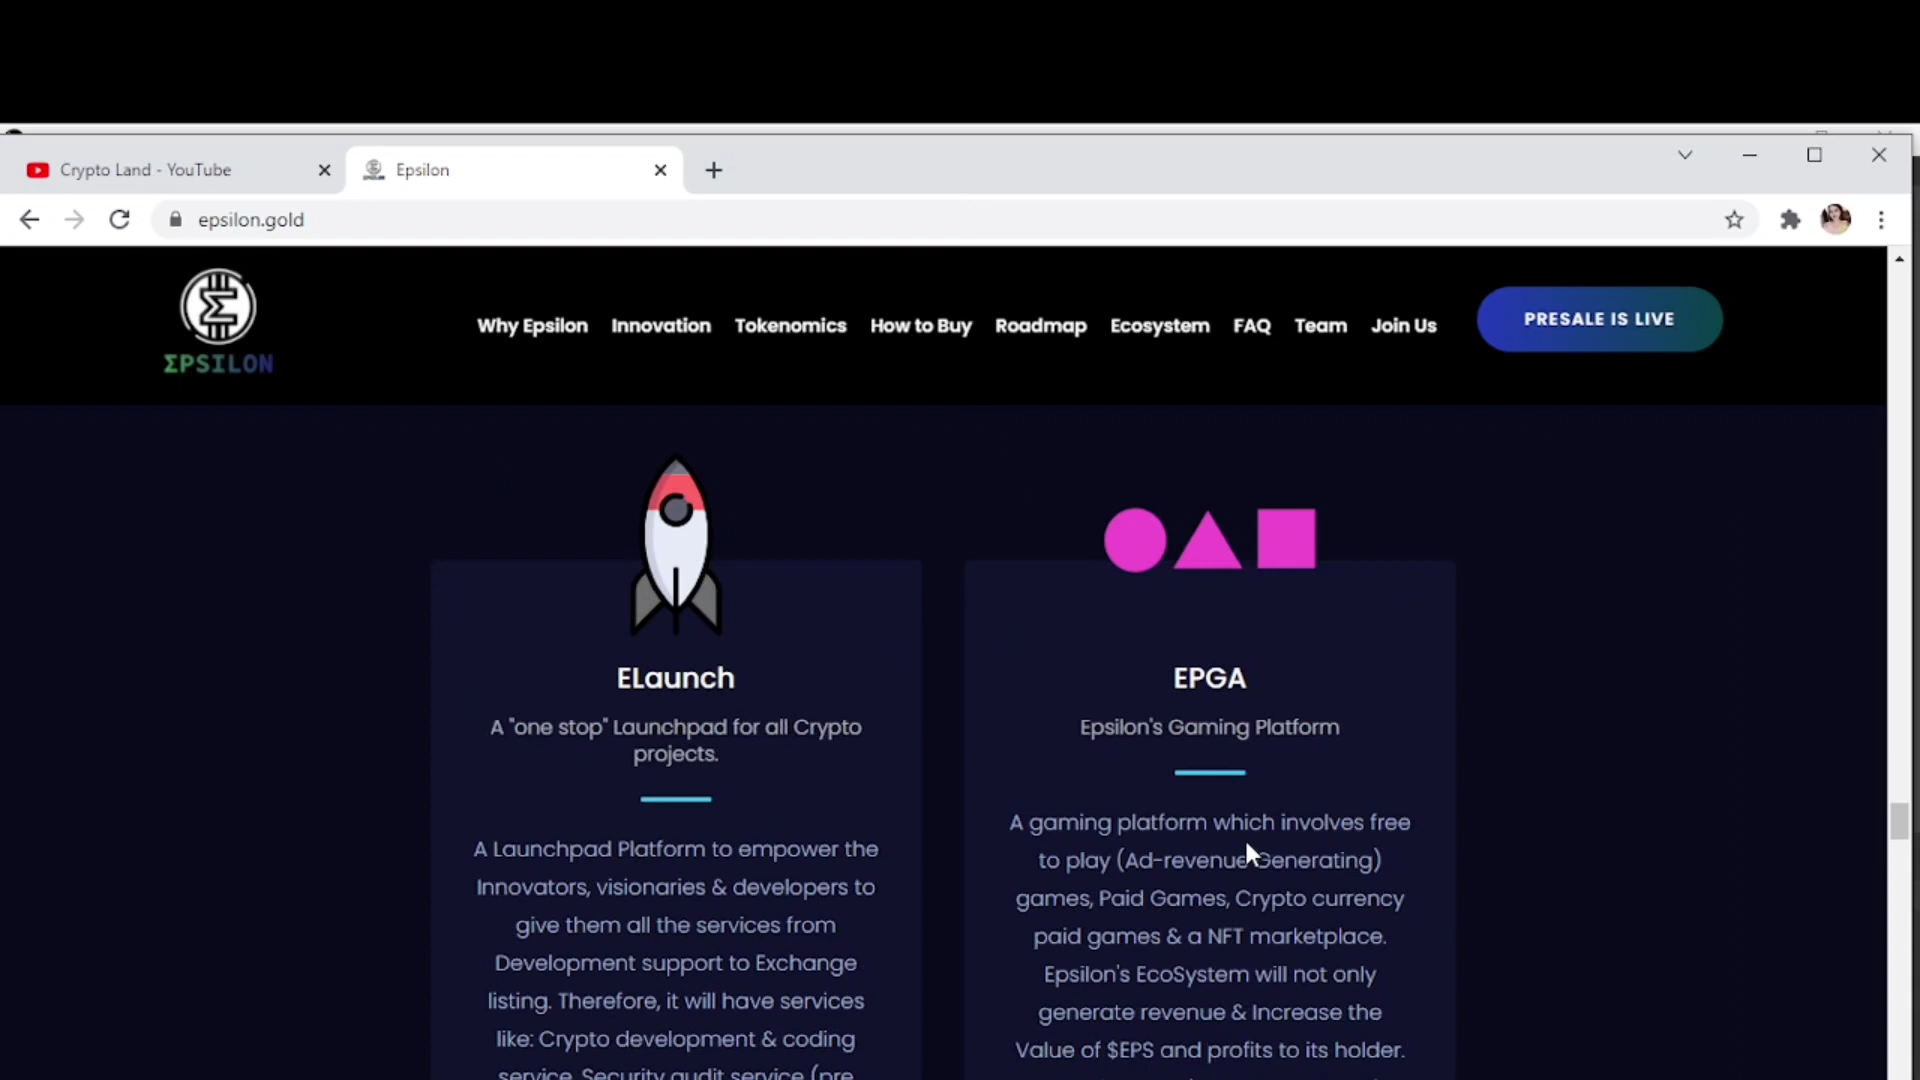 Crypto Land - YouTube
Epsilon
epsilon.gold
ΣPSILON
Why Epsilon
Innovation
Tokenomics
How to Buy
Roadmap
Ecosystem
FAQ
Team
Join Us
PRESALE IS LIVE
ELaunch
A "one stop" Launchpad for all Crypto
projects.
A Launchpad Platform to empower the
Innovators, visionaries & developers to
give them all the services from
Development support to Exchange
listing. Therefore, it will have services
like: Crypto development & coding
service, Security audit service (pre
EPGA
Epsilon's Gaming Platform
A gaming platform which involves free
to play (Ad-revenue Generating)
games, Paid Games, Crypto currency
paid games & a NFT marketplace.
Epsilon's EcoSystem will not only
generate revenue & Increase the
Value of $EPS and profits to its holder.